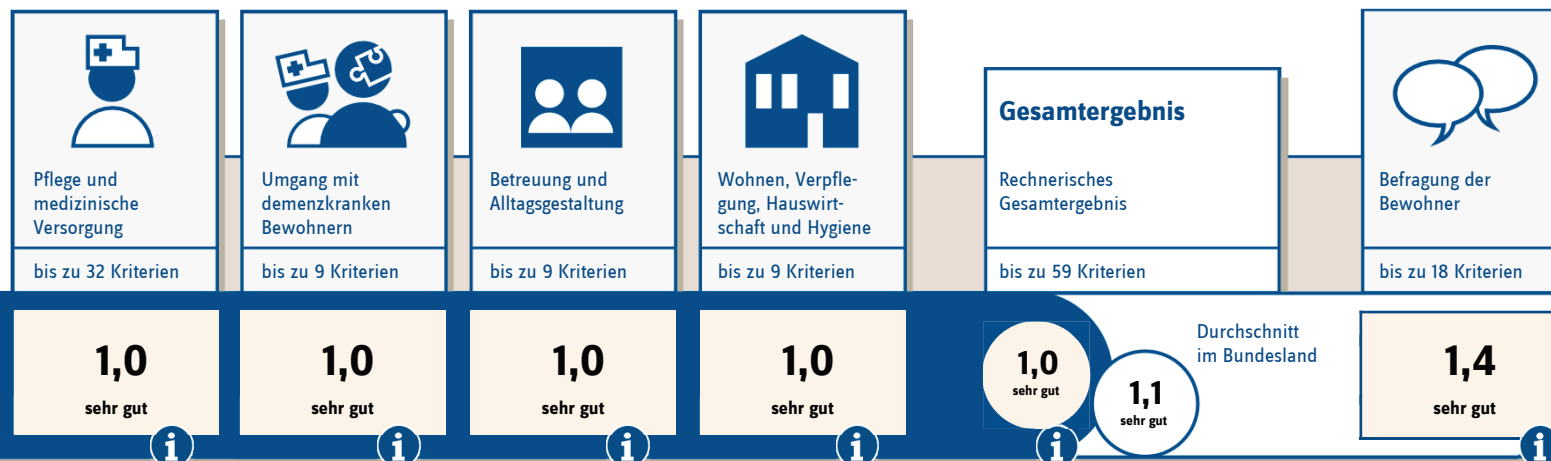 Pflege und
medizinische
Versorgung
bis zu 32 Kriterien
1,0
sehr gut
i
Umgang mit
demenzkranken
Bewohnern
bis zu 9 Kriterien
1,0
sehr gut
i
Betreuung und
Alltagsgestaltung
bis zu 9 Kriterien
1,0
sehr gut
i
Wohnen, Verpfle-
gung, Hauswirt-
schaft und Hygiene
bis zu 9 Kriterien
1,0
sehr gut
i
Gesamtergebnis
Rechnerisches
Gesamtergebnis
bis zu 59 Kriterien
1,0
sehr gut
i
1,1
sehr gut
Durchschnitt
im Bundesland
Befragung der
Bewohner
bis zu 18 Kriterien
1,4
sehr gut
i